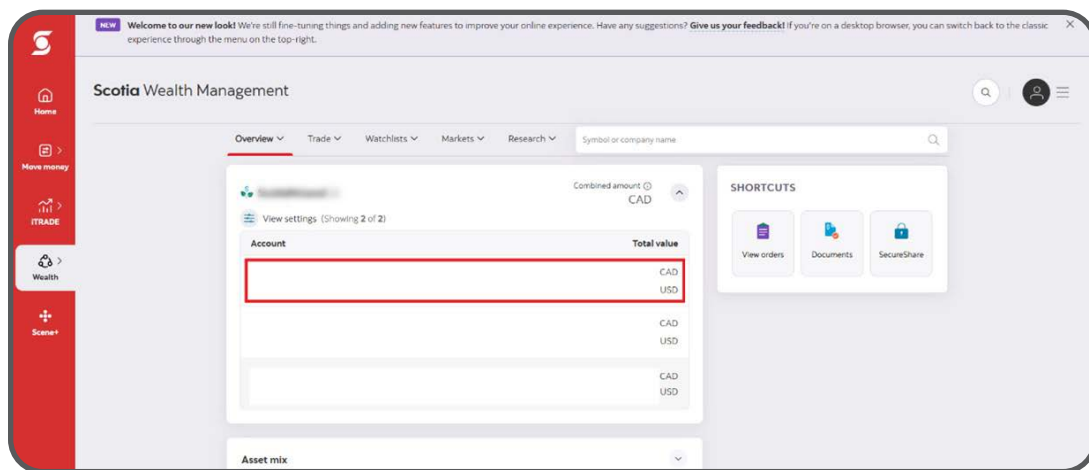 NEW Welcome to our new look! We're still fine-tuning things and adding new features to improve your online experience. Have any suggestions? Give us your feedback! If you're on a desktop browser, you can switch back to the classic
experience through the menu on the top-right.
Scotia Wealth Management
Home
Move money
iTRADE
Wealth
Scene+
Overview Trade Watchlists Markets Research Symbol or company name
Combined amount
CAD
View settings (Showing 2 of 2)
Account Total value
CAD
USD
CAD
USD
CAD
USD
Asset mix
SHORTCUTS
View orders Documents SecureShare